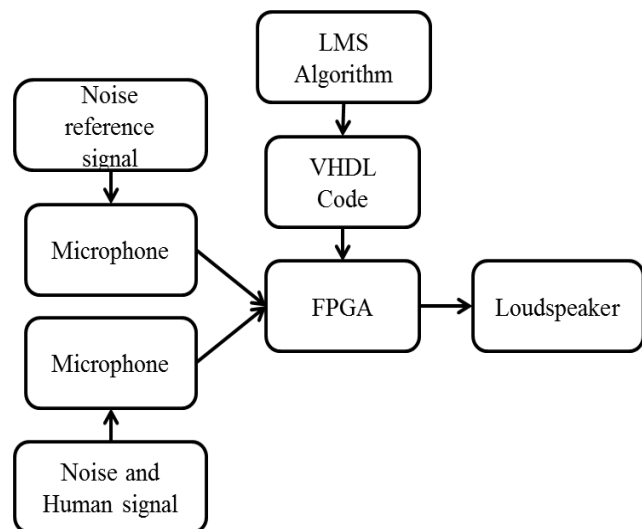 LMS
Algorithm
Noise
reference
signal
VHDL
Code
Microphone
FPGA
Loudspeaker
Microphone
Noise and
Human signal